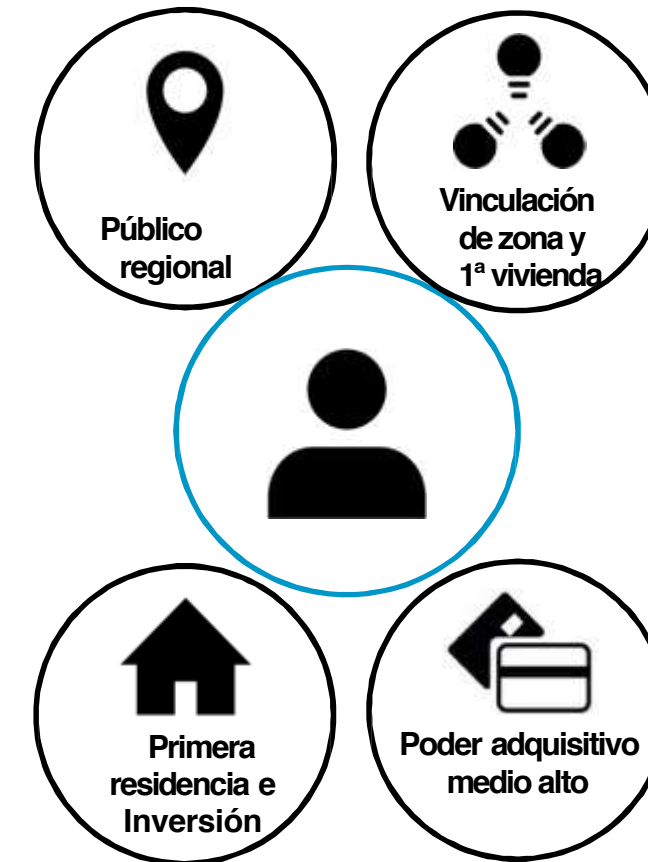 Público
regional
Vinculación
de zona y
1ª vivienda
Primera
residencia e
Inversión
Poder adquisitivo
medio alto